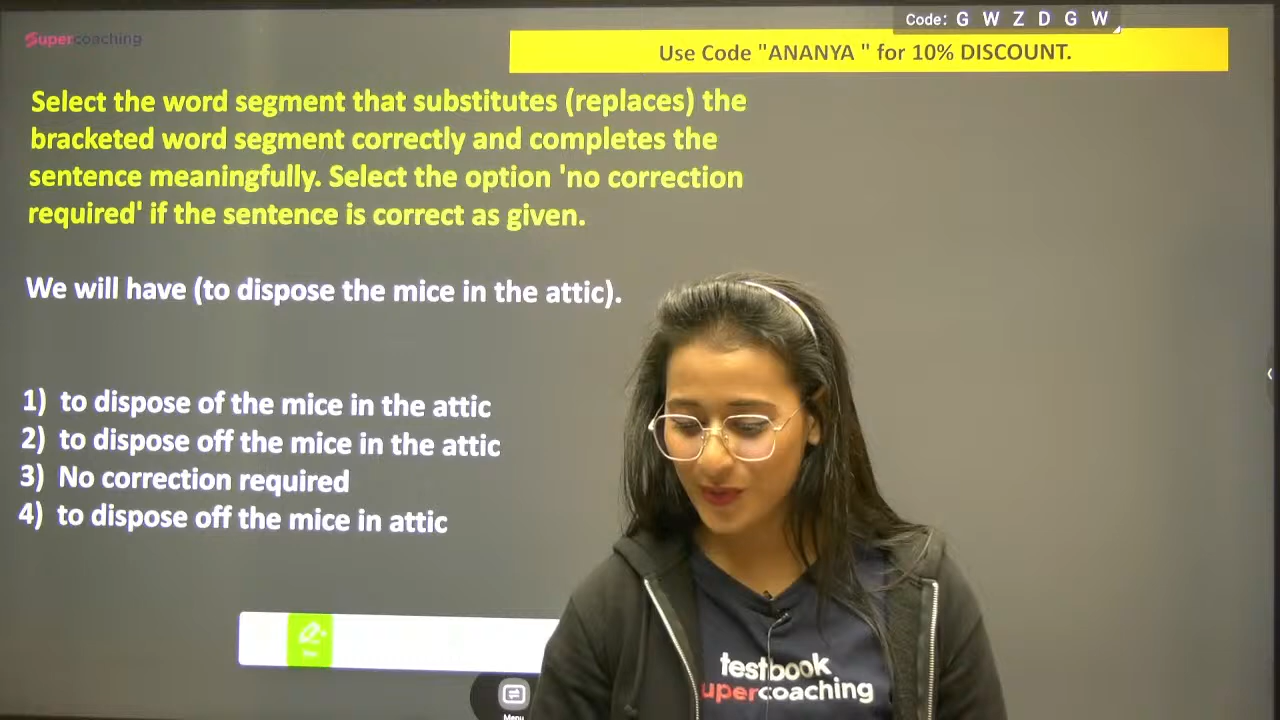 Code: G W Z D G W
Supercoaching
Use Code "ANANYA " for 10% DISCOUNT.
Select the word segment that substitutes (replaces) the
bracketed word segment correctly and completes the
sentence meaningfully. Select the option 'no correction
required' if the sentence is correct as given.
We will have (to dispose the mice in the attic).
1) to dispose of the mice in the attic
2) to dispose off the mice in the attic
3) No correction required
4) to dispose off the mice in attic
Menu
testbook
upercoaching